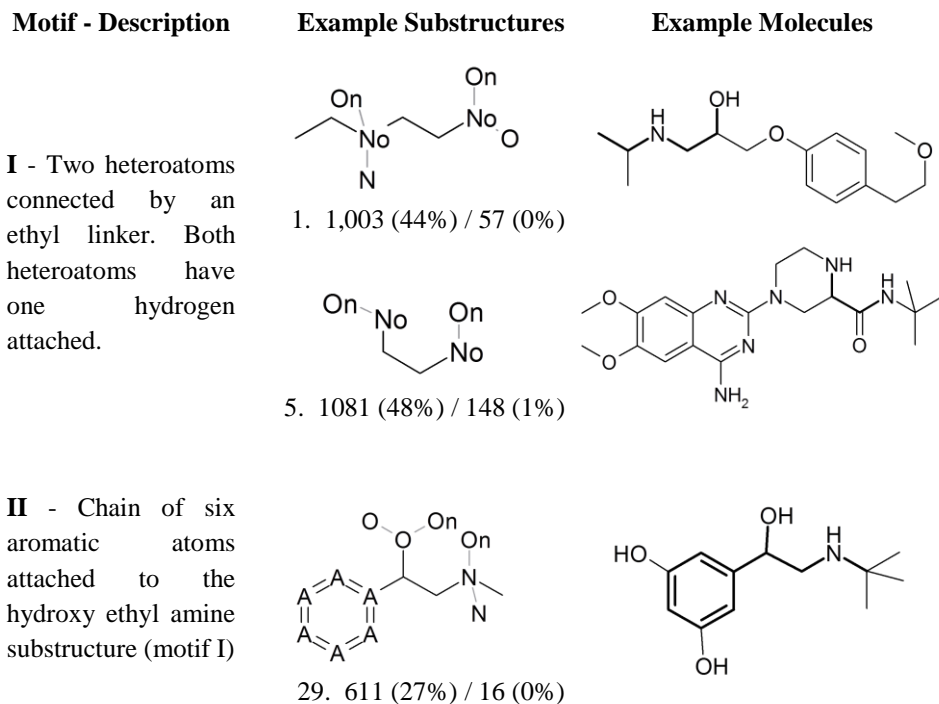 Motif - Description
Example Substructures
Example Molecules
I - Two heteroatoms
connected by an
ethyl linker. Both
heteroatoms have
one hydrogen
attached.
On
On
No
No
O
N
1. 1,003 (44%) / 57 (0%)
OH
H
N
O
O
On
No
On
No
5. 1081 (48%) / 148 (1%)
NH
N
N
H
N
O
O
N
O
NH2
II - Chain of six
aromatic atoms
attached to the
hydroxy ethyl amine
substructure (motif I)
O
On
O
On
A
A
A
N
N
A
A
A
29. 611 (27%) / 16 (0%)
OH
HO
H
N
OH